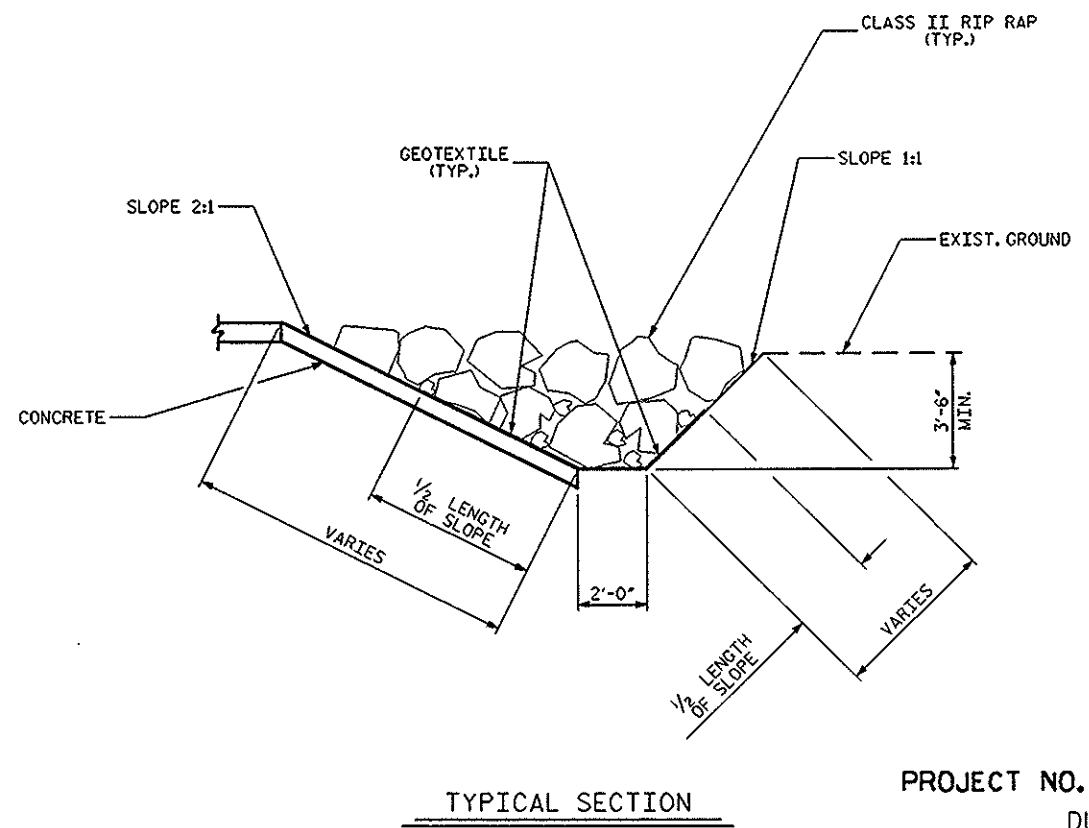 CLASS II RIP RAP
(TYP.)
GEOTEXTILE
(TYP.)
SLOPE 1:1
SLOPE 2:1
EXIST. GROUND
CONCRETE
3'-6"
MIN.
1/2 LENGTH
OF SLOPE
VARIES
2'-0"
VARIES
1/2 LENGTH
OF SLOPE
TYPICAL SECTION
PROJECT NO.